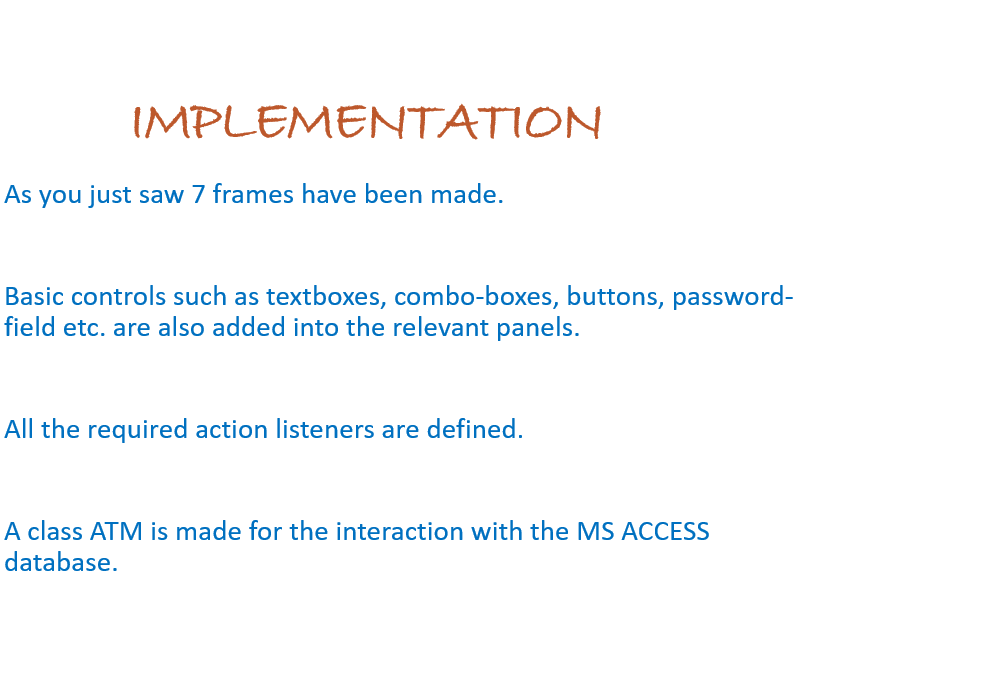 IMPLEMENTATION
As you just saw 7 frames have been made.
Basic controls such as textboxes, combo-boxes, buttons, password-
field etc. are also added into the relevant panels.
All the required action listeners are defined.
A class ATM is made for the interaction with the MS ACCESS
database.